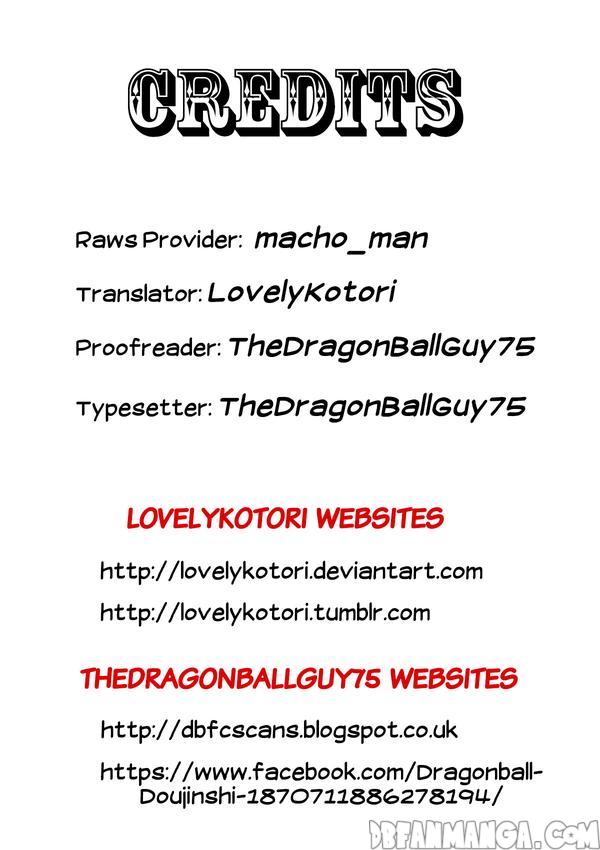 CREDITS
Raws Provider: macho_man
Translator: LovelyKotori
Proofreader: TheDragonBallGuy75
Typesetter: TheDragonBallGuy75
LOVELYKOTORI WEBSITES
http://lovelykotori.deviantart.com
http://lovelykotori.tumblr.com
THEDRAGONBALLGUY75 WEBSITES
http://dbfcscans.blogspot.co.uk
https://www.facebook.com/Dragonball-
Doujinshi-1870711886278194/
DBFANMANGA.COM